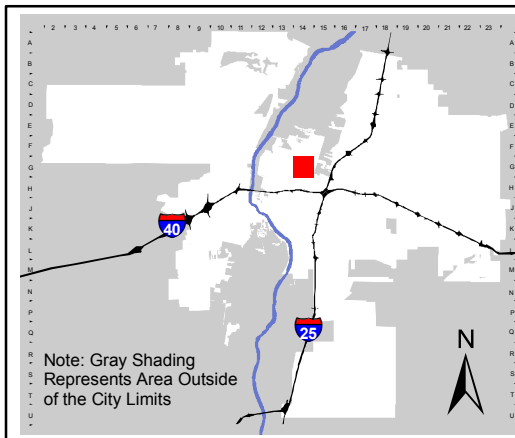 2 3 4 5 6 7 8 9 10 11 12 13 14 15 16 17 18 19 20 21 22 23
A A
B B
C C
D D
E E
F F
G G
H H
J J
K K
L L
M M
N N
P P
Q Q
R R
S S
T T
U U
40
25
N
Note: Gray Shading
Represents Area Outside
of the City Limits